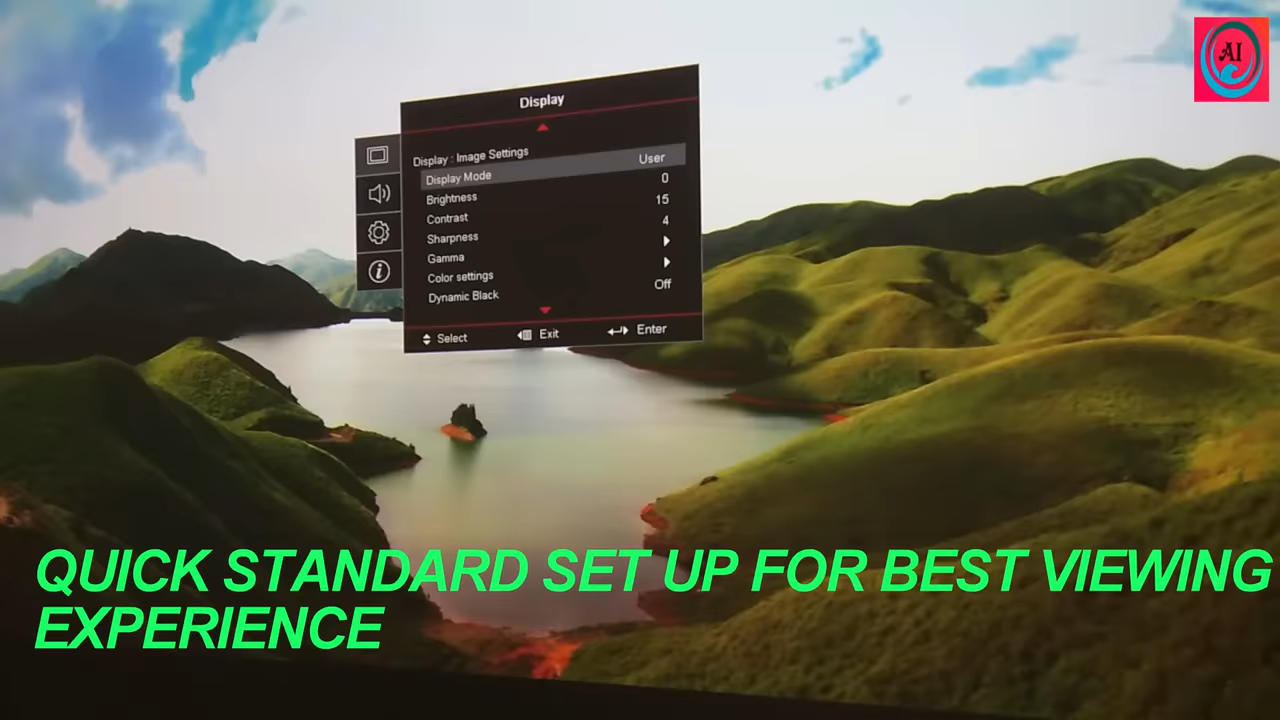 AI
Display
Display : Image Settings
Display Mode User
Brightness 0
Contrast 15
Sharpness 4
Gamma
Color settings
Dynamic Black Off
Select Exit Enter
QUICK STANDARD SET UP FOR BEST VIEWING
EXPERIENCE